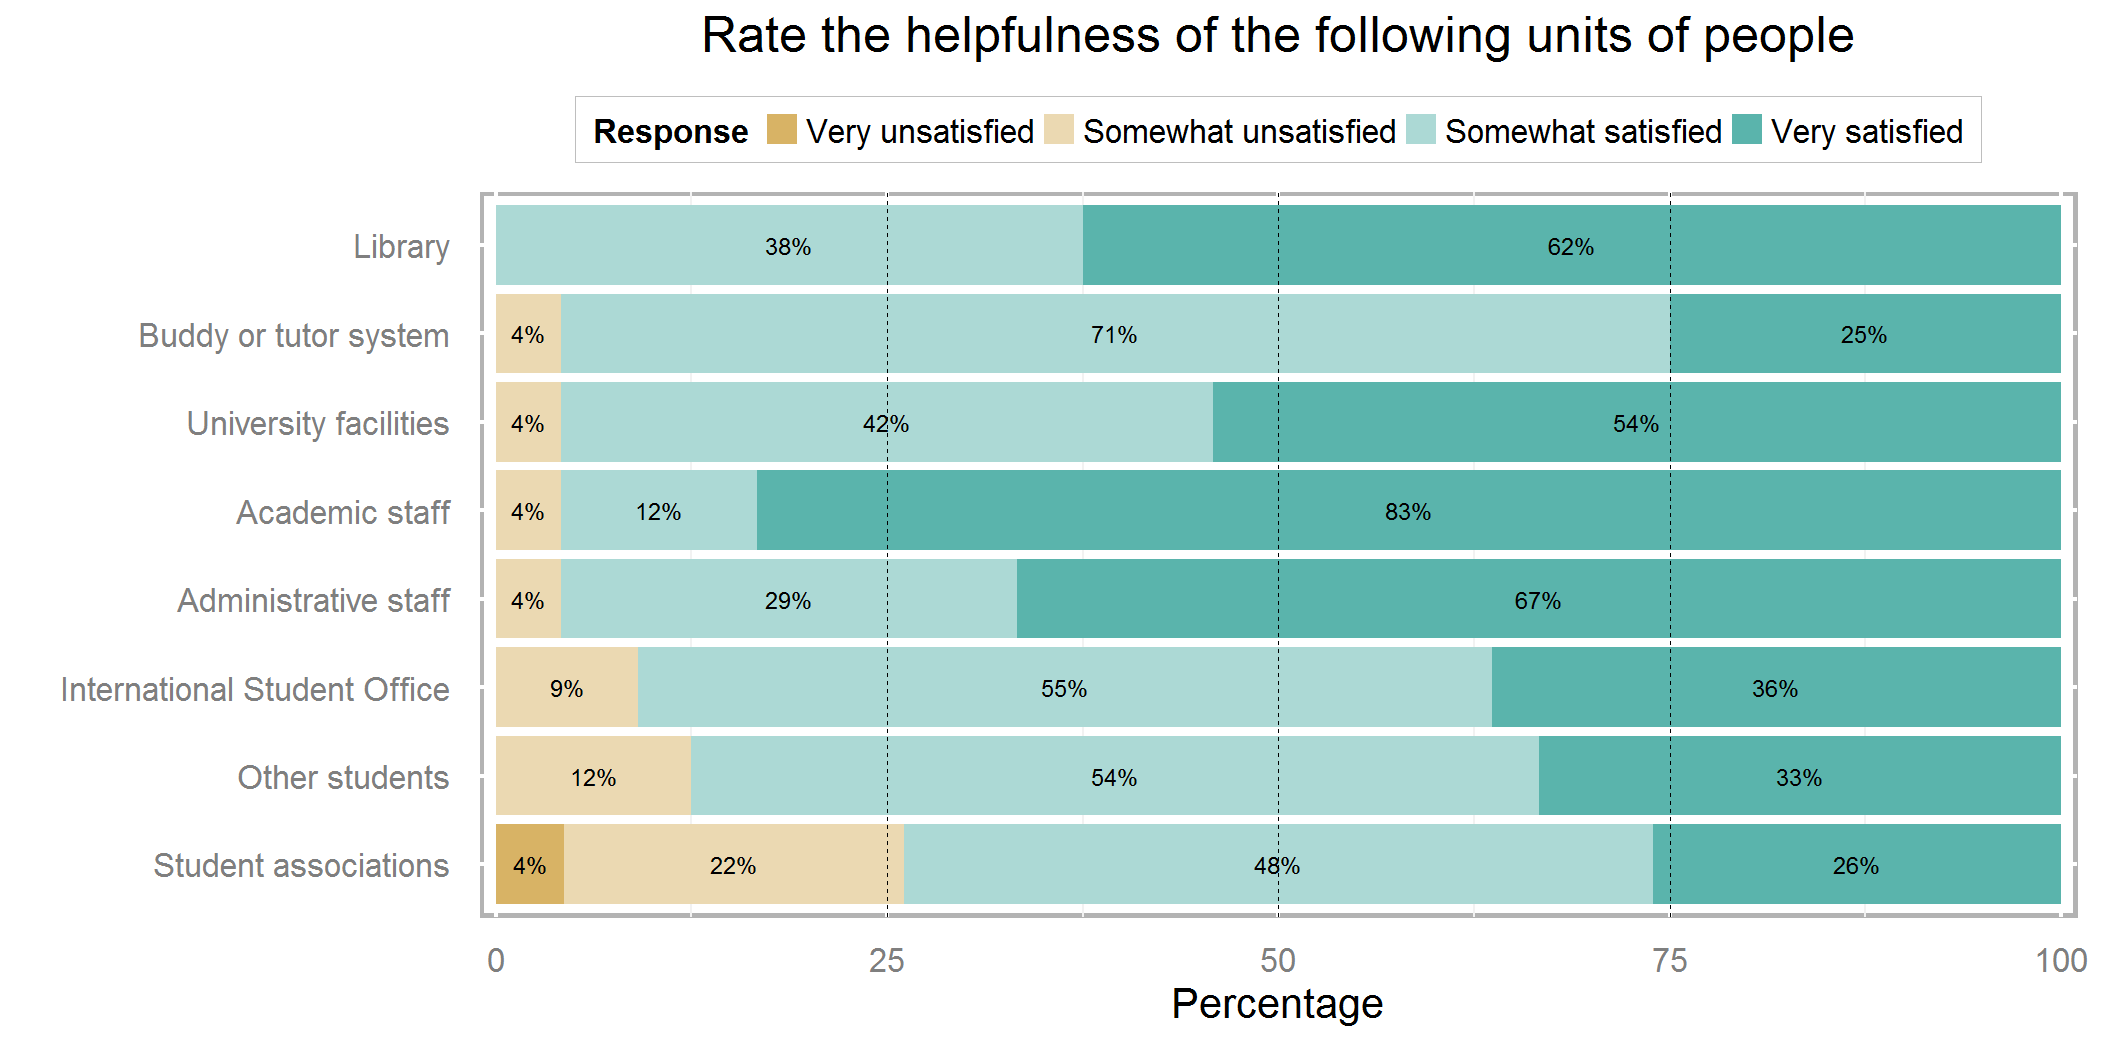 Rate the helpfulness of the following units of people
Response Very unsatisfied Somewhat unsatisfied Somewhat satisfied Very satisfied
Library 38% 62%
Buddy or tutor system 4% 71% 25%
University facilities 4% 42% 54%
Academic staff 4% 12% 83%
Administrative staff 4% 29% 67%
International Student Office 9% 55% 36%
Other students 12% 54% 33%
Student associations 4% 22% 48% 26%
0 25 50 75 100
Percentage